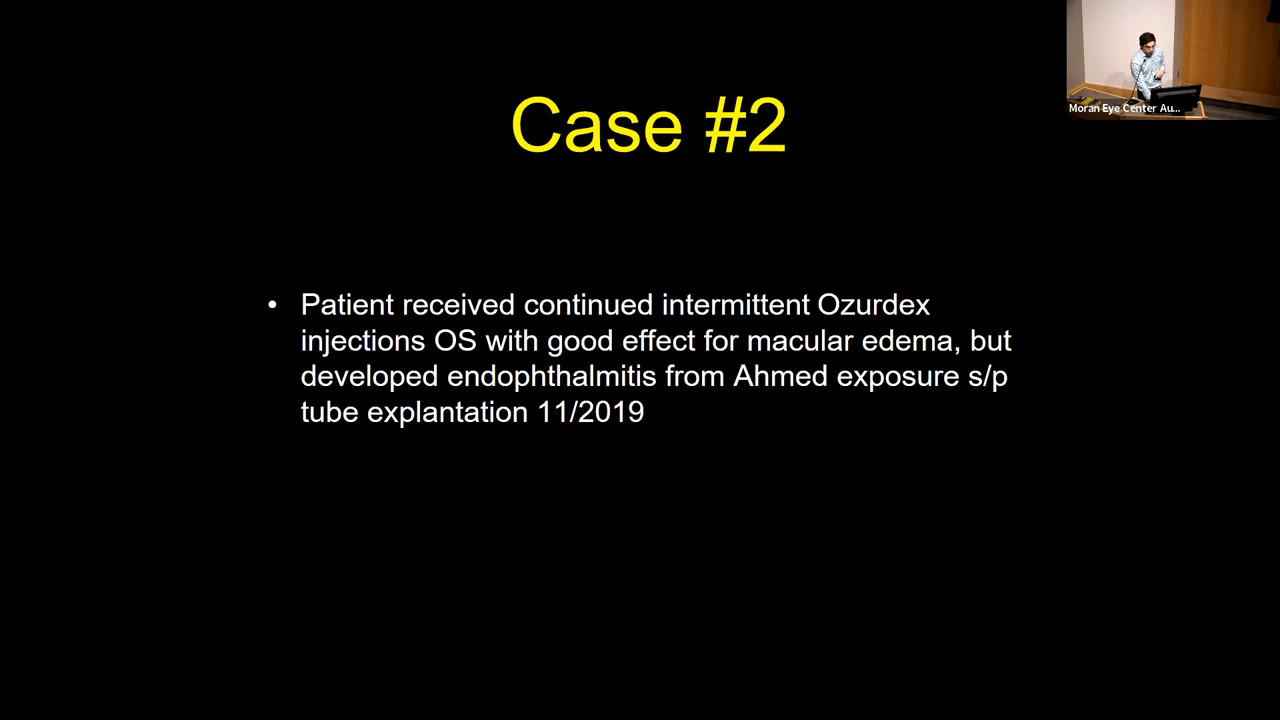 Case #2
Moran Eye Center Au...
• Patient received continued intermittent Ozurdex
injections OS with good effect for macular edema, but
developed endophthalmitis from Ahmed exposure s/p
tube explantation 11/2019